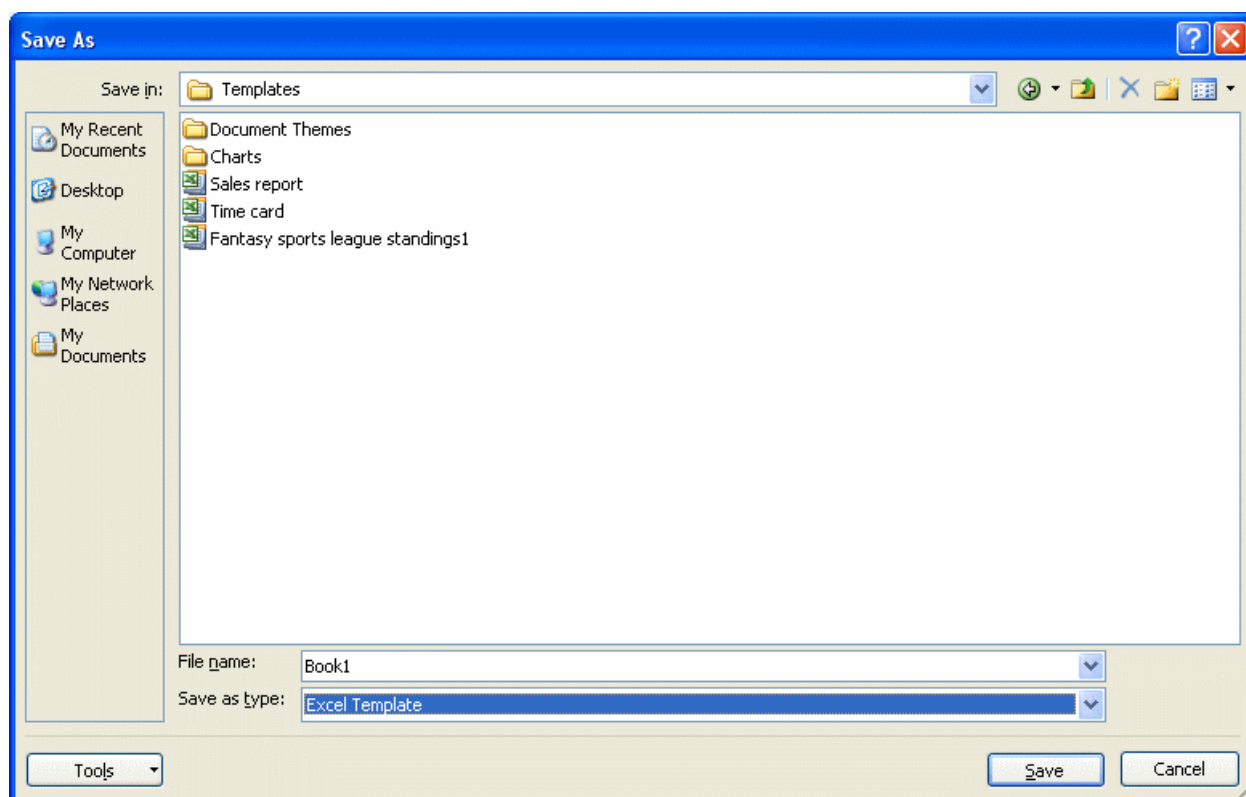 Save As
Save in:
Templates
My Recent
Documents
Desktop
My
Computer
My Network
Places
My
Documents
Document Themes
Charts
Sales report
Time card
Fantasy sports league standings1
File name:
Book1
Save as type:
Excel Template
Tools
Save
Cancel